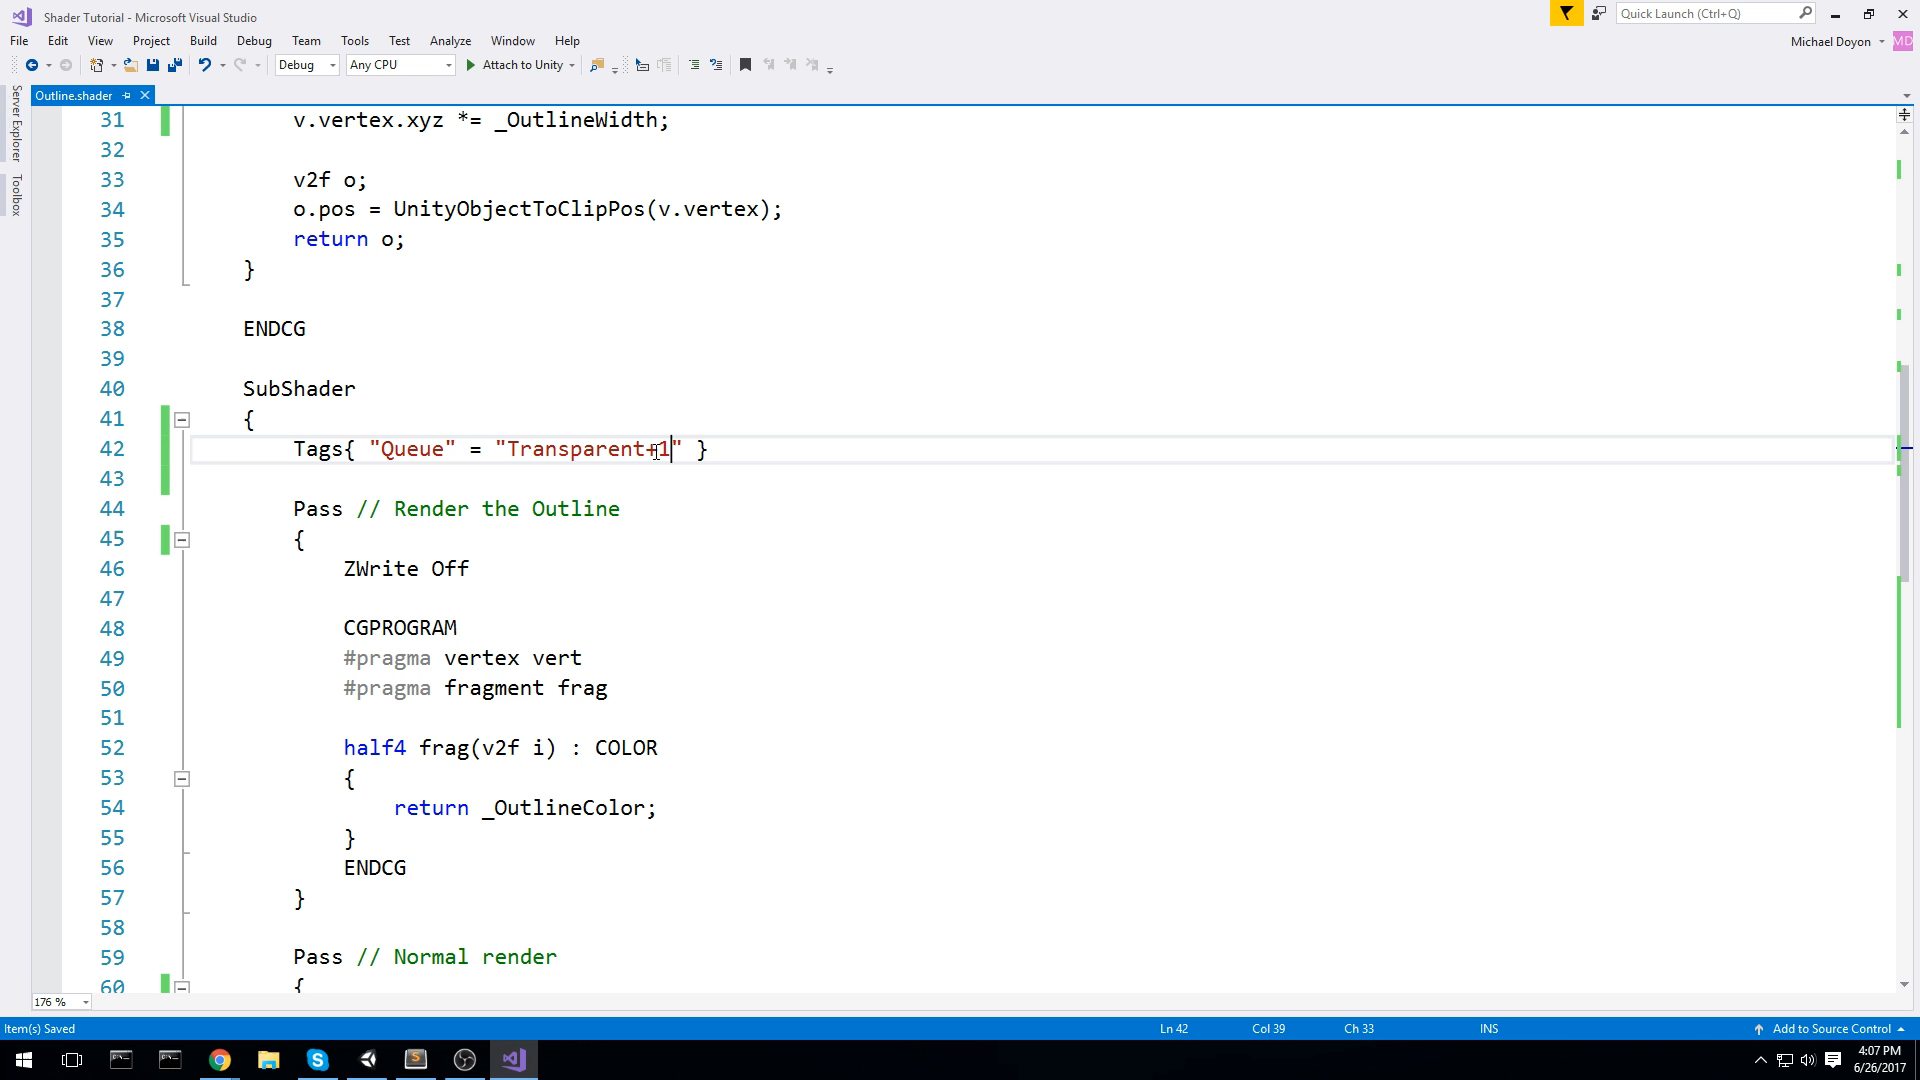 Shader Tutorial - Microsoft Visual Studio
Quick Launch (Ctrl+Q)
File Edit View Project Build Debug Team Tools Test Analyze Window Help
Michael Doyon MD
Debug Any CPU Attach to Unity
Server Explorer
Toolbox
Outline.shader
31 v.vertex.xyz *= _OutlineWidth;
32
33 v2f o;
34 o.pos = UnityObjectToClipPos(v.vertex);
35 return o;
36 }
37
38 ENDCG
39
40 SubShader
41 {
42 Tags{ "Queue" = "Transparent+1" }
43
44 Pass // Render the Outline
45 {
46 ZWrite Off
47
48 CGPROGRAM
49 #pragma vertex vert
50 #pragma fragment frag
51
52 half4 frag(v2f i) : COLOR
53 {
54 return _OutlineColor;
55 }
56 ENDCG
57 }
58
59 Pass // Normal render
60 {
176 %
Item(s) Saved Ln 42 Col 39 Ch 33 INS Add to Source Control
4:07 PM
6/26/2017